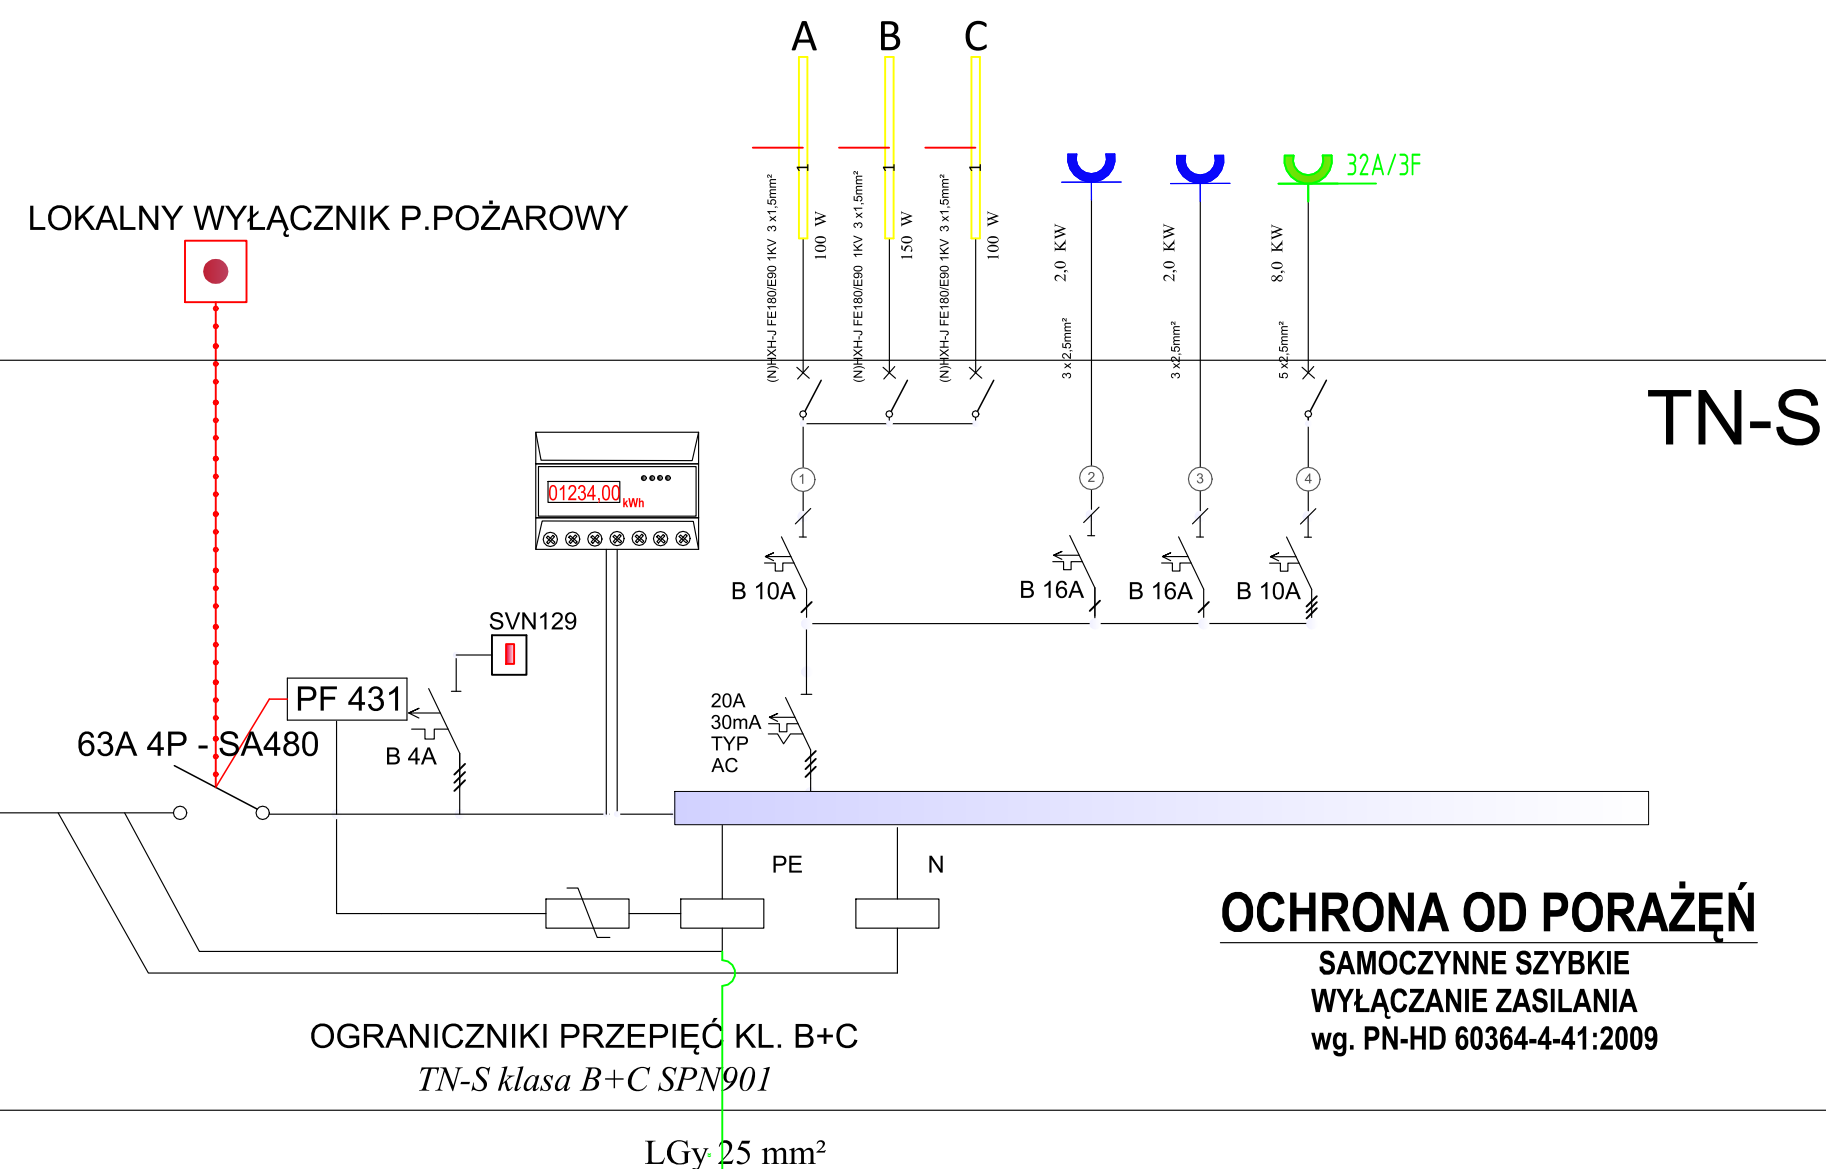 A B C
32A/3F
LOKALNY WYŁĄCZNIK P.POŻAROWY
1
1
1
(N)HXH-J FE180/E90 1KV 3 x1,5mm²
100 W
(N)HXH-J FE180/E90 1KV 3 x1,5mm²
150 W
(N)HXH-J FE180/E90 1KV 3 x1,5mm²
100 W
2,0 KW
3 x2,5mm²
2,0 KW
3 x2,5mm²
8,0 KW
5 x2,5mm²
TN-S
01234,00 kWh
1
2
3
4
B 10A
B 16A
B 16A
B 10A
SVN129
PF 431
63A 4P - SA480
B 4A
20A
30mA
TYP
AC
PE
N
OCHRONA OD PORAŻĘŃ
SAMOCZYNNE SZYBKIE
WYŁĄCZANIE ZASILANIA
wg. PN-HD 60364-4-41:2009
OGRANICZNIKI PRZEPIĘĆ KL. B+C
TN-S klasa B+C SPN901
LGy 25 mm²